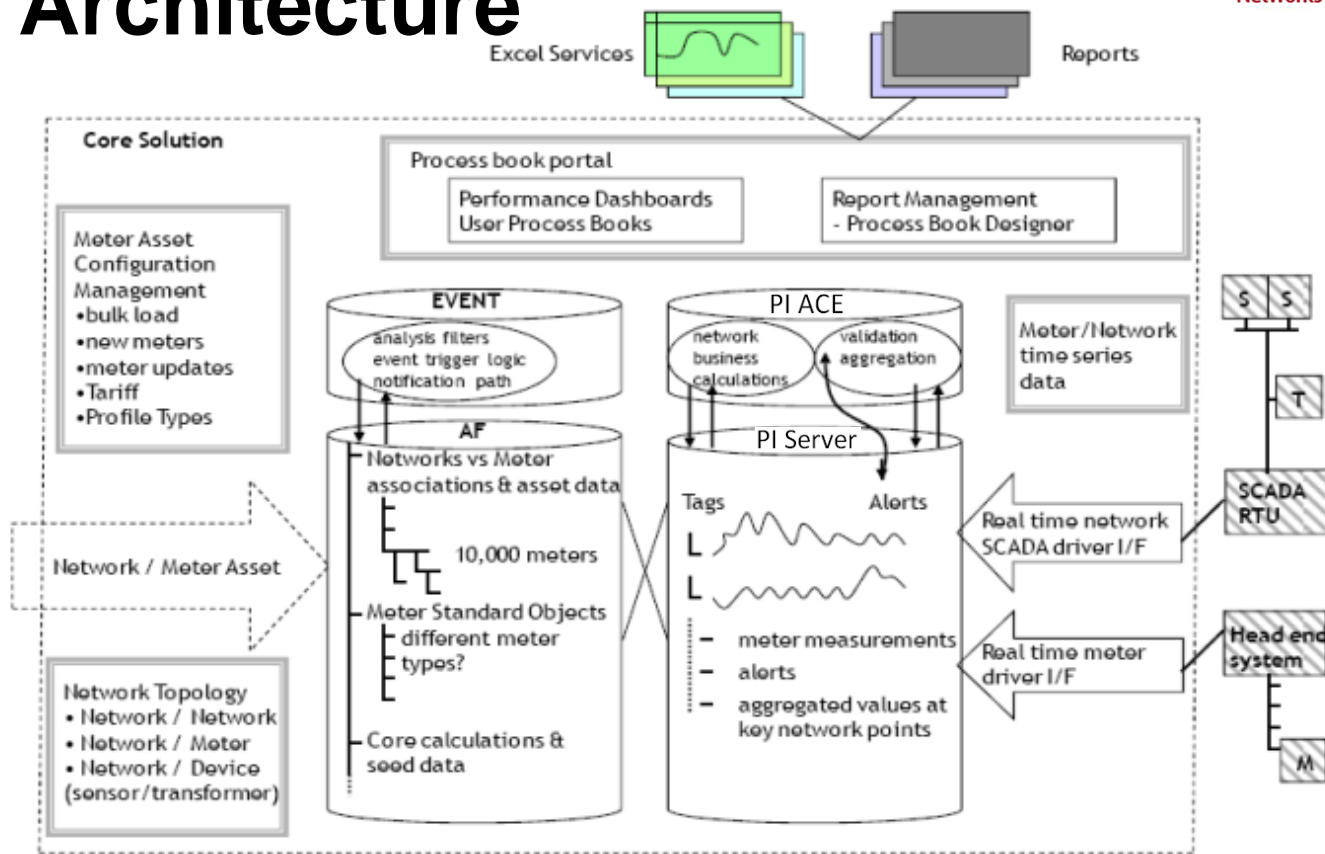 Architecture
Networks
Excel Services
Reports
Core Solution
Process book portal
Performance Dashboards
User Process Books
Report Management
- Process Book Designer
Meter Asset
Configuration
Management
•bulk load
•new meters
•meter updates
•Tariff
•Profile Types
EVENT
analysis filters
event trigger logic
notification path
PI ACE
network
business
calculations
validation
aggregation
Meter/Network
time series
data
S S
T
SCADA
RTU
AF
Networks vs Meter
associations & asset data
10,000 meters
Meter Standard Objects
different meter
types?
Core calculations &
seed data
PI Server
Tags
Alerts
L
L
- meter measurements
- alerts
- aggregated values at
key network points
Real time network
SCADA driver I/F
Real time meter
driver I/F
Head end
system
M
Network / Meter Asset
Network Topology
• Network / Network
• Network / Meter
• Network / Device
(sensor/transformer)